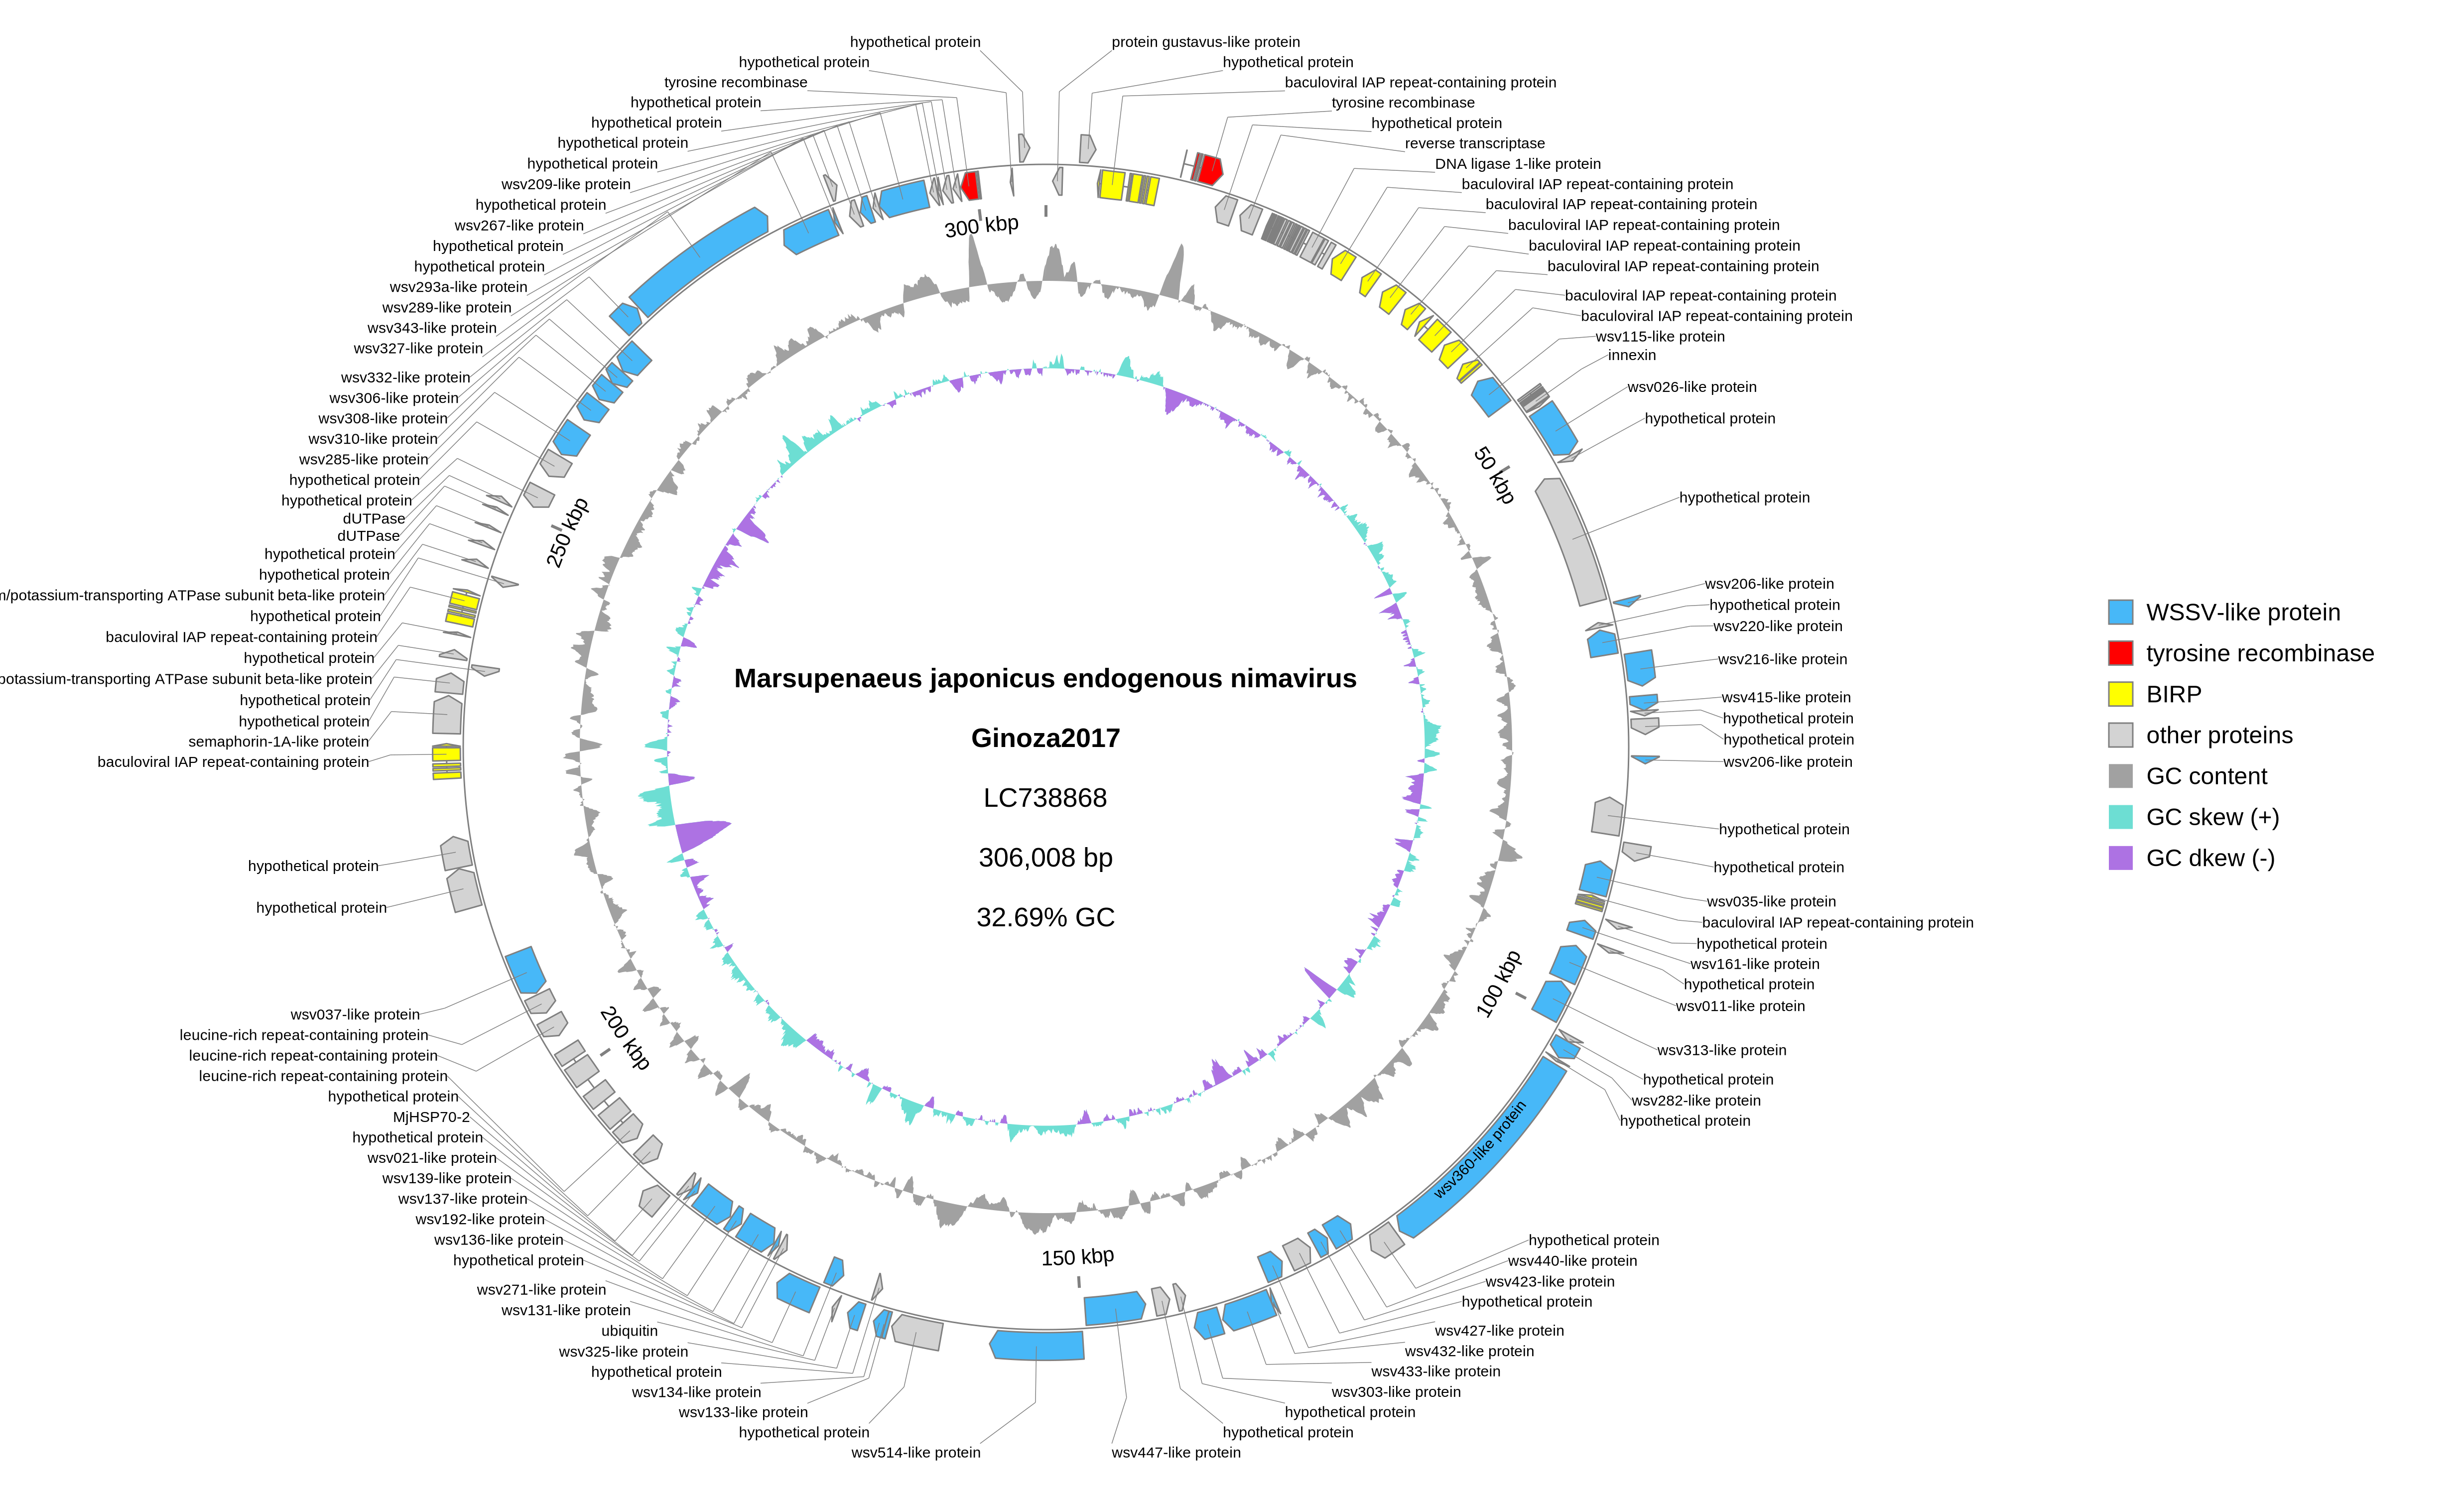 hypothetical protein
hypothetical protein
tyrosine recombinase
hypothetical protein
hypothetical protein
hypothetical protein
hypothetical protein
wsv209-like protein
hypothetical protein
wsv267-like protein
hypothetical protein
hypothetical protein
wsv293a-like protein
wsv289-like protein
wsv343-like protein
wsv327-like protein
wsv332-like protein
wsv306-like protein
wsv308-like protein
wsv310-like protein
wsv285-like protein
hypothetical protein
hypothetical protein
dUTPase
dUTPase
hypothetical protein
hypothetical protein
/potassium-transporting ATPase subunit beta-like protein
hypothetical protein
baculoviral IAP repeat-containing protein
hypothetical protein
potassium-transporting ATPase subunit beta-like protein
hypothetical protein
hypothetical protein
semaphorin-1A-like protein
baculoviral IAP repeat-containing protein
hypothetical protein
hypothetical protein
wsv037-like protein
leucine-rich repeat-containing protein
leucine-rich repeat-containing protein
leucine-rich repeat-containing protein
hypothetical protein
MjHSP70-2
hypothetical protein
wsv021-like protein
wsv139-like protein
wsv137-like protein
wsv192-like protein
wsv136-like protein
hypothetical protein
wsv271-like protein
wsv131-like protein
ubiquitin
wsv325-like protein
hypothetical protein
wsv134-like protein
wsv133-like protein
hypothetical protein
wsv514-like protein
protein gustavus-like protein
hypothetical protein
baculoviral IAP repeat-containing protein
tyrosine recombinase
hypothetical protein
reverse transcriptase
DNA ligase 1-like protein
baculoviral IAP repeat-containing protein
baculoviral IAP repeat-containing protein
baculoviral IAP repeat-containing protein
baculoviral IAP repeat-containing protein
baculoviral IAP repeat-containing protein
baculoviral IAP repeat-containing protein
baculoviral IAP repeat-containing protein
wsv115-like protein
innexin
wsv026-like protein
hypothetical protein
hypothetical protein
wsv206-like protein
hypothetical protein
wsv220-like protein
wsv216-like protein
wsv415-like protein
hypothetical protein
hypothetical protein
wsv206-like protein
hypothetical protein
hypothetical protein
wsv035-like protein
baculoviral IAP repeat-containing protein
hypothetical protein
wsv161-like protein
hypothetical protein
wsv011-like protein
wsv313-like protein
hypothetical protein
wsv282-like protein
hypothetical protein
wsv360-like protein
hypothetical protein
wsv440-like protein
wsv423-like protein
hypothetical protein
wsv427-like protein
wsv432-like protein
wsv433-like protein
wsv303-like protein
hypothetical protein
hypothetical protein
wsv447-like protein
300 kbp
50 kbp
100 kbp
150 kbp
200 kbp
250 kbp
Marsupenaeus japonicus endogenous nimavirus
Ginoza2017
LC738868
306,008 bp
32.69% GC
WSSV-like protein
tyrosine recombinase
BIRP
other proteins
GC content
GC skew (+)
GC dkew (-)